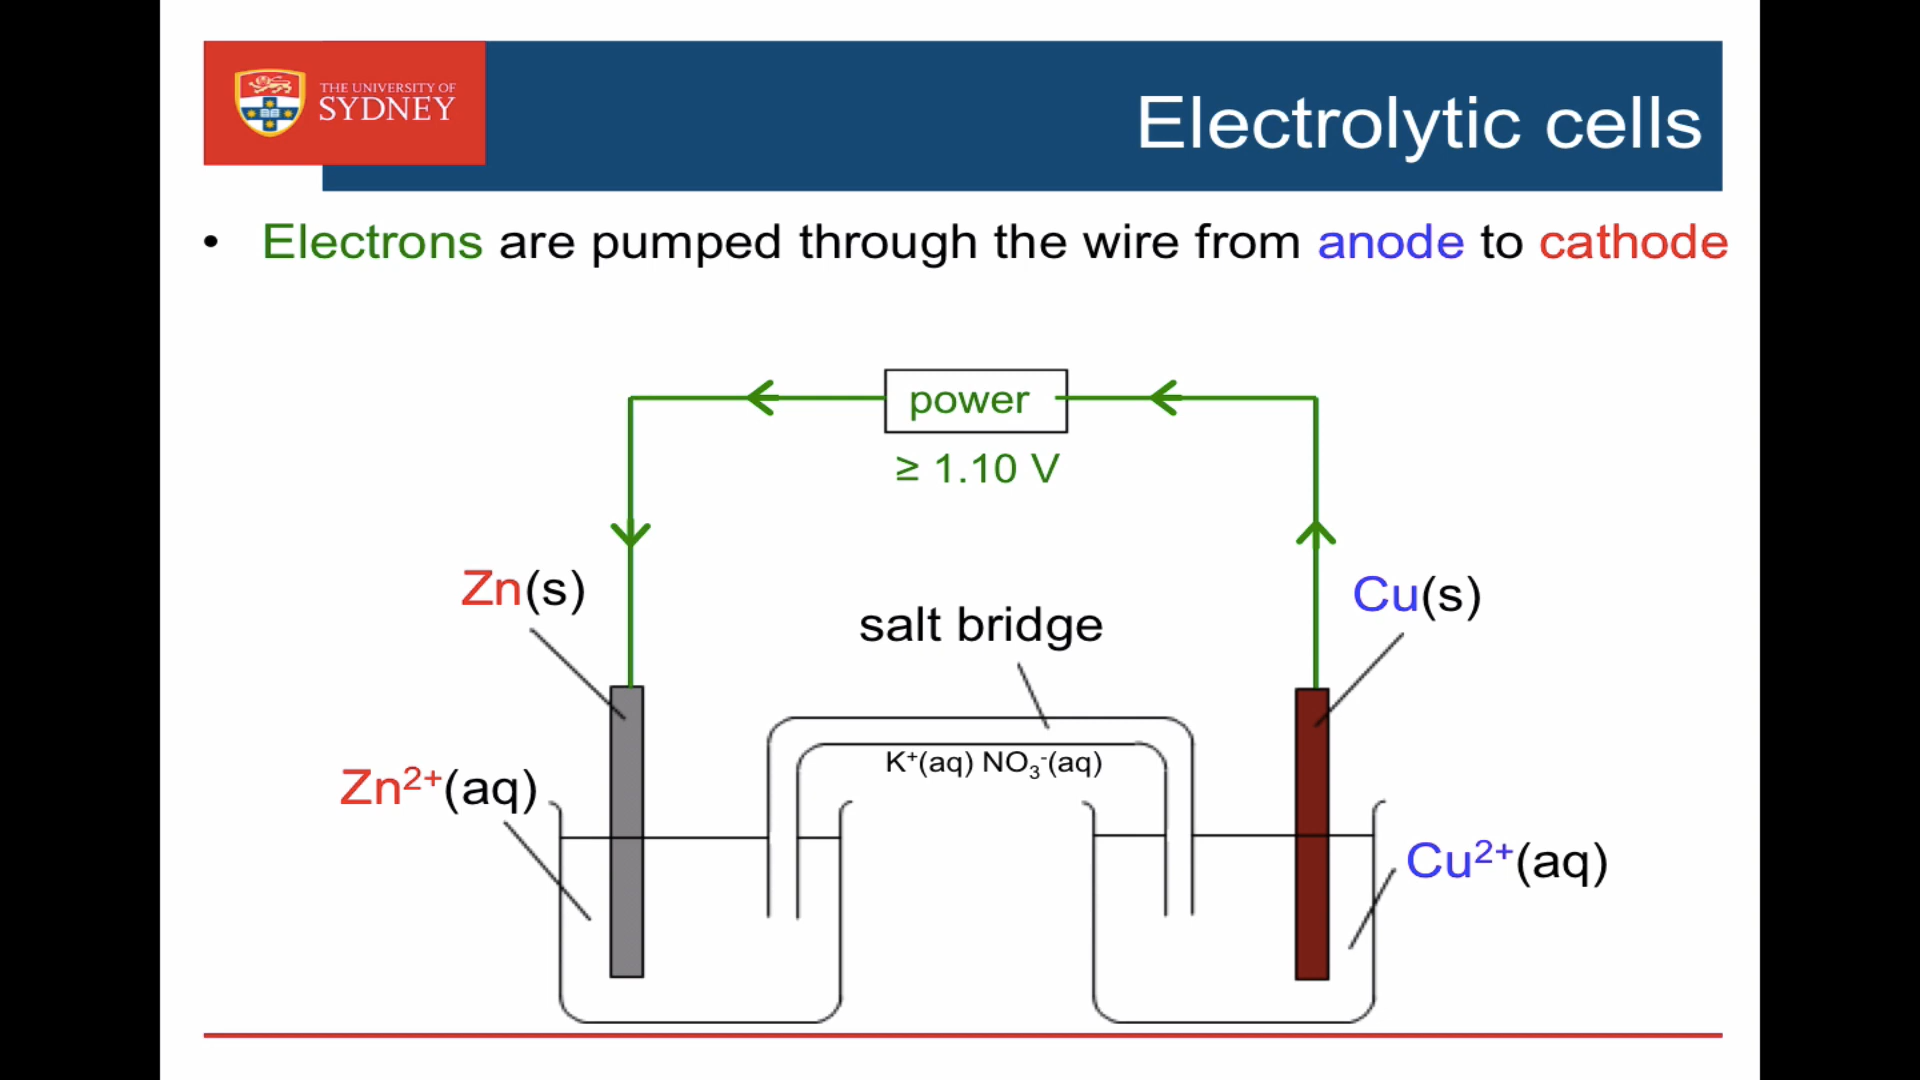 THE UNIVERSITY OF
SYDNEY
Electrolytic cells
• Electrons are pumped through the wire from anode to cathode
power
≥ 1.10 V
Zn(s)
Cu(s)
salt bridge
K⁺(aq) NO₃⁻(aq)
Zn²⁺(aq)
Cu²⁺(aq)